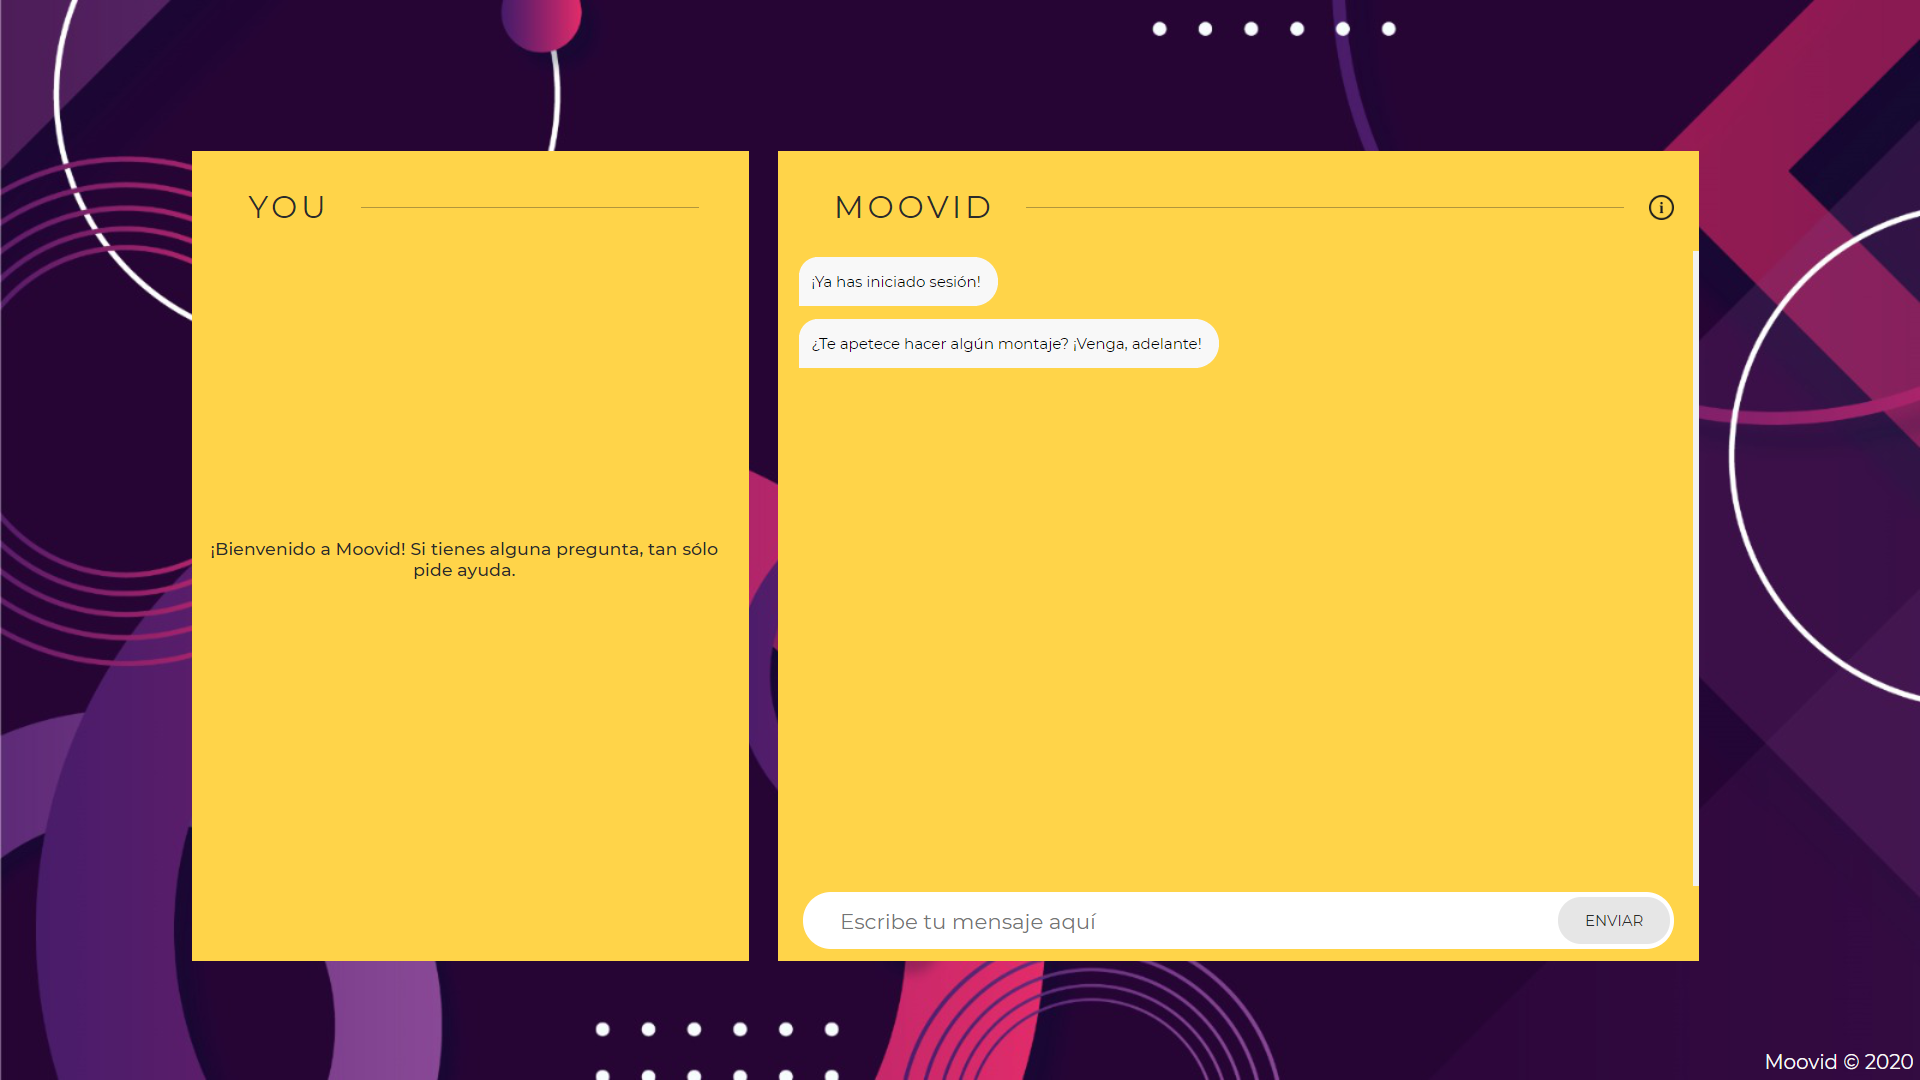 YOU
¡Bienvenido a Moovid! Si tienes alguna pregunta, tan sólo
pide ayuda.
MOOVID
i
¡Ya has iniciado sesión!
¿Te apetece hacer algún montaje? ¡Venga, adelante!
Escribe tu mensaje aquí
ENVIAR
Moovid © 2020